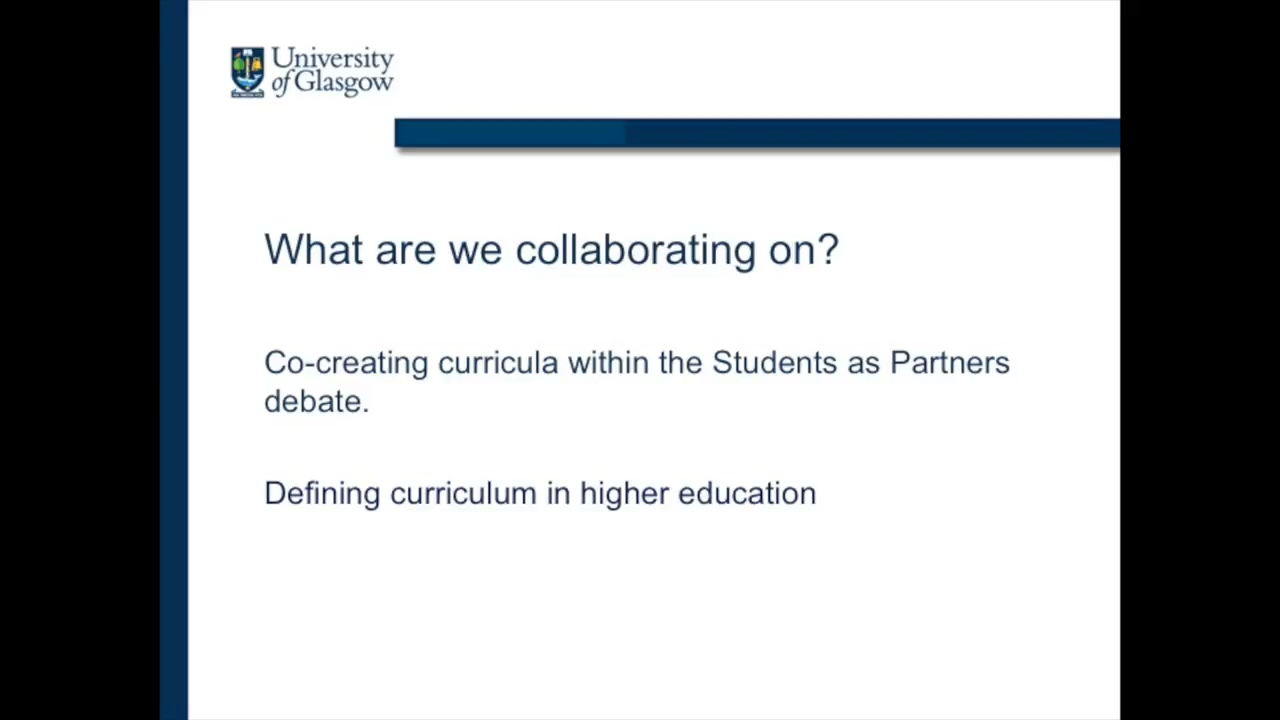 University
of Glasgow
What are we collaborating on?
Co-creating curricula within the Students as Partners
debate.
Defining curriculum in higher education